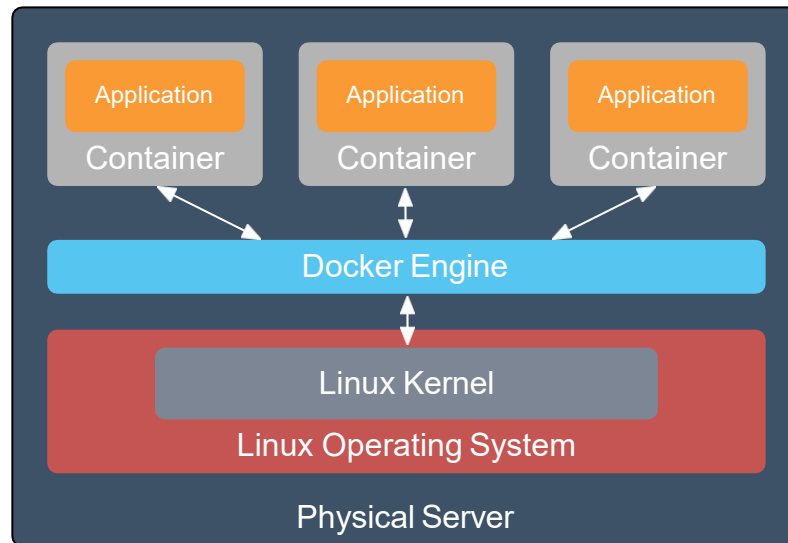 Application
Application
Application
Container
Container
Container
Docker Engine
Linux Kernel
Linux Operating System
Physical Server